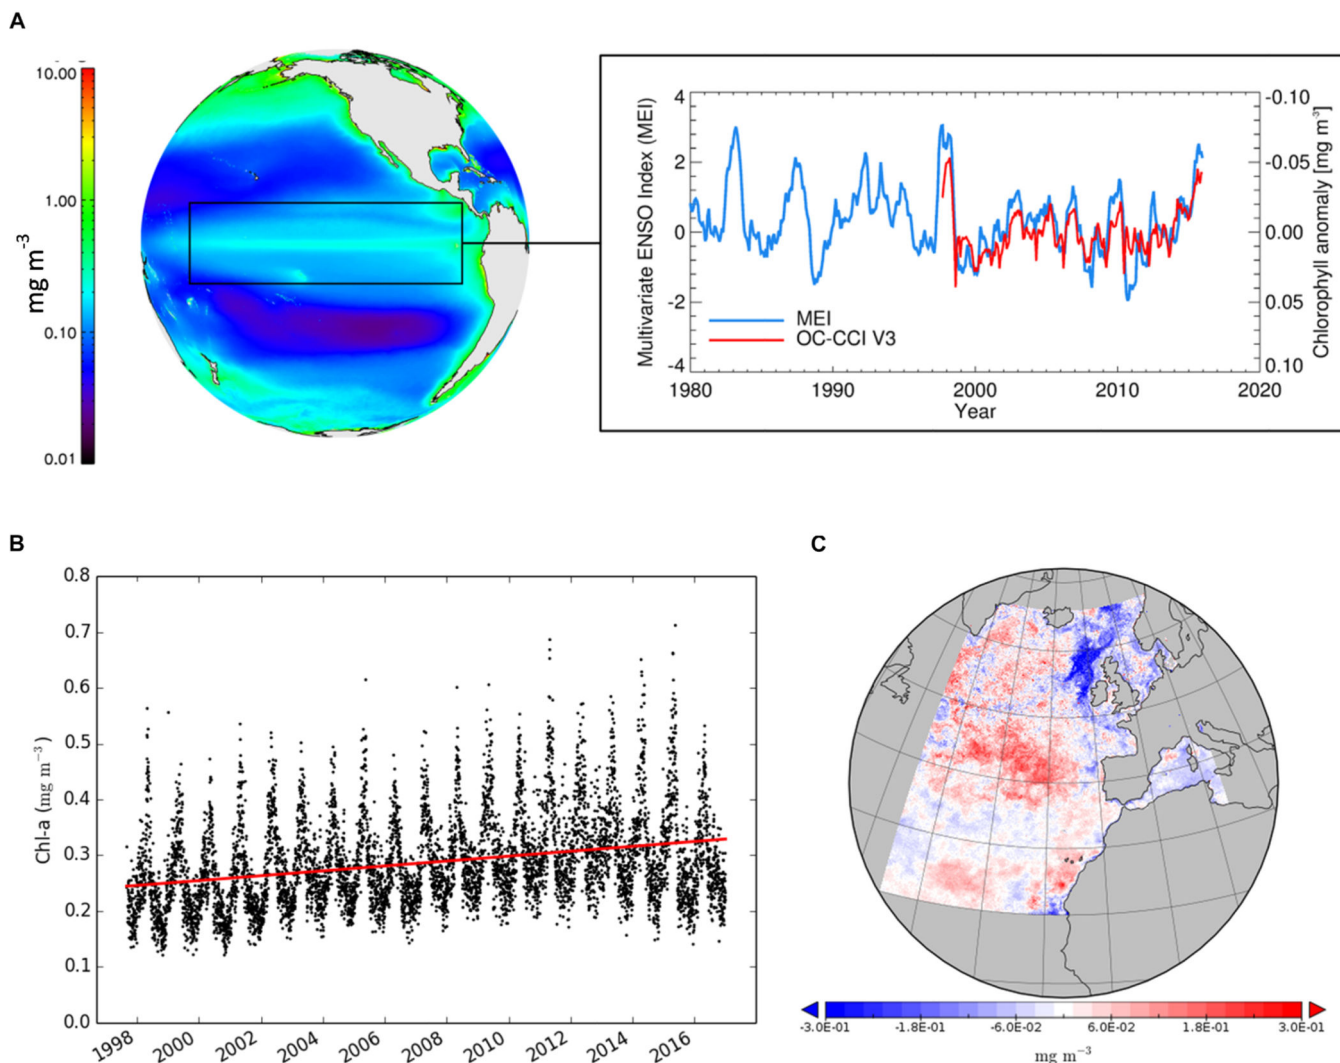 A
10.00
1.00
0.10
0.01
mg m⁻³
Multivariate ENSO Index (MEI)
4
2
0
-2
-4
MEI
OC-CCI V3
1980
1990
2000
2010
2020
Year
-0.10
-0.05
0.00
0.05
0.10
Chlorophyll anomaly [mg m⁻³]
B
0.8
0.7
0.6
0.5
0.4
0.3
0.2
0.1
0.0
Chl-a (mg m⁻³)
1998
2000
2002
2004
2006
2008
2010
2012
2014
2016
C
-3.0E-01
-1.8E-01
-6.0E-02
6.0E-02
1.8E-01
3.0E-01
mg m⁻³